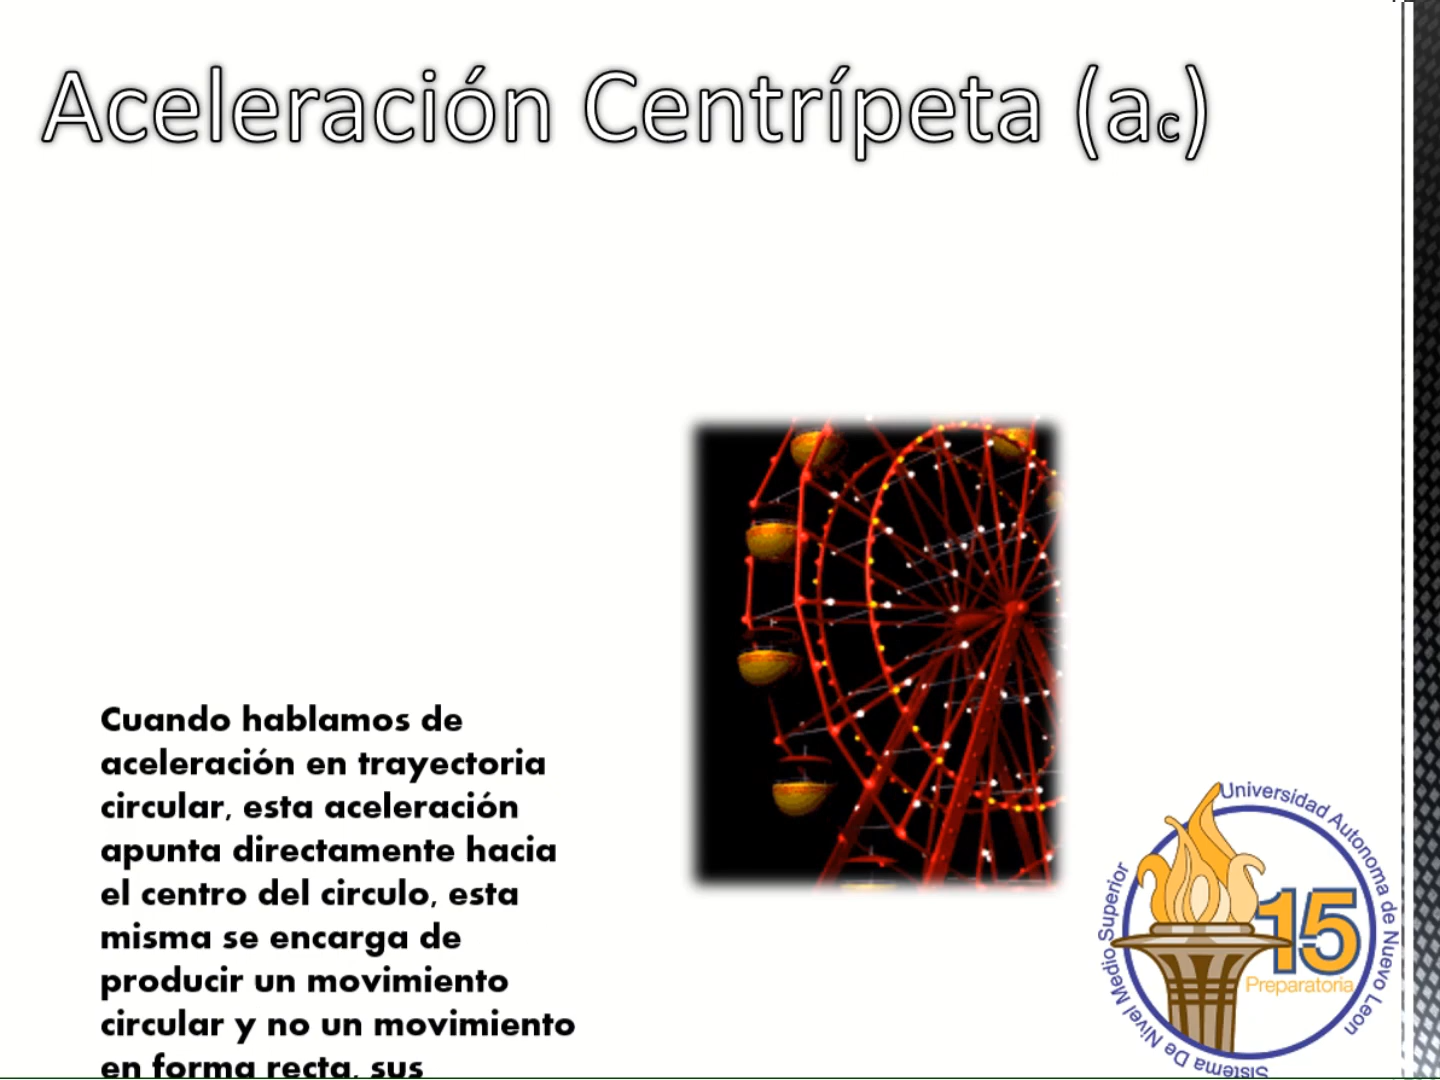 Aceleración Centrípeta (ac)
Cuando hablamos de
aceleración en trayectoria
circular, esta aceleración
apunta directamente hacia
el centro del circulo, esta
misma se encarga de
producir un movimiento
circular y no un movimiento
en forma recta, sus
Universidad Autonoma de Nuevo Leon
15
Preparatoria
Sistema De Nivel Medio Superior